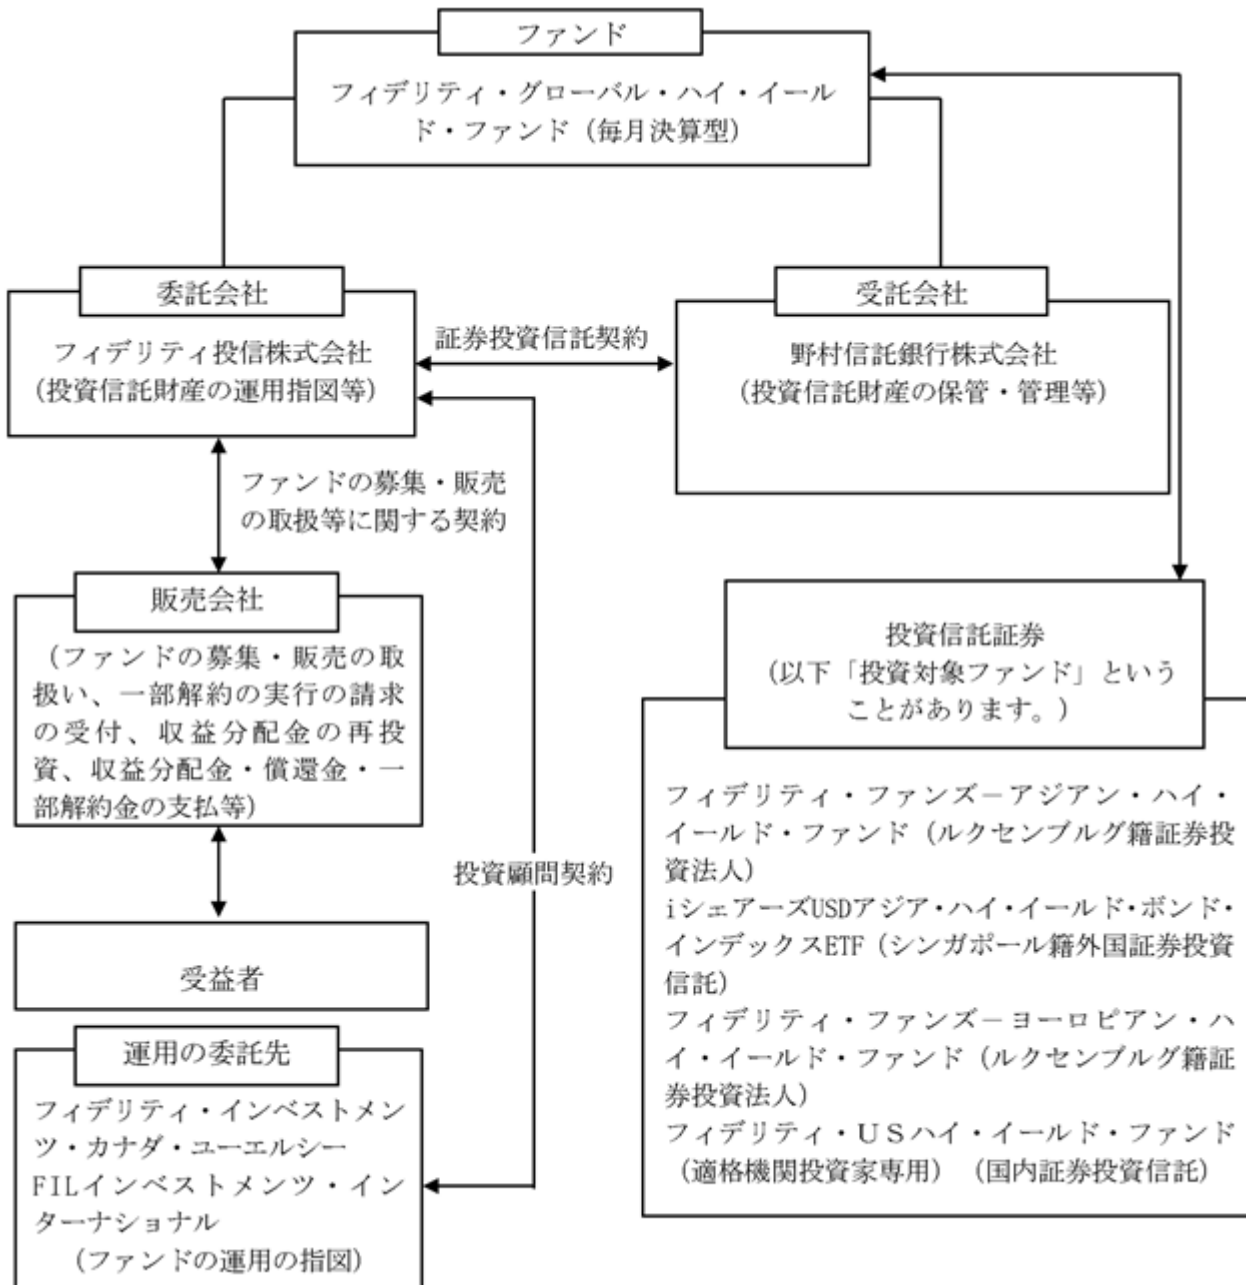 ファンド
フィデリティ・グローバル・ハイ・イール
ド・ファンド（毎月決算型）
委託会社
フィデリティ投信株式会社
（投資信託財産の運用指図等）
証券投資信託契約
受託会社
野村信託銀行株式会社
（投資信託財産の保管・管理等）
ファンドの募集・販売
の取扱等に関する契約
販売会社
（ファンドの募集・販売の取
扱い、一部解約の実行の請求
の受付、収益分配金の再投
資、収益分配金・償還金・一
部解約金の支払等）
投資顧問契約
受益者
運用の委託先
フィデリティ・インベストメン
ツ・カナダ・ユーエルシー
FILインベストメンツ・イン
ターナショナル
（ファンドの運用の指図）
投資信託証券
（以下「投資対象ファンド」という
ことがあります。）
フィデリティ・ファンズ－アジアン・ハイ・
イールド・ファンド（ルクセンブルグ籍証券投
資法人）
iシェアーズUSDアジア・ハイ・イールド・ボンド・
インデックスETF（シンガポール籍外国証券投資
信託）
フィデリティ・ファンズ－ヨーロピアン・ハ
イ・イールド・ファンド（ルクセンブルグ籍証
券投資法人）
フィデリティ・ＵＳハイ・イールド・ファンド
（適格機関投資家専用）（国内証券投資信託）